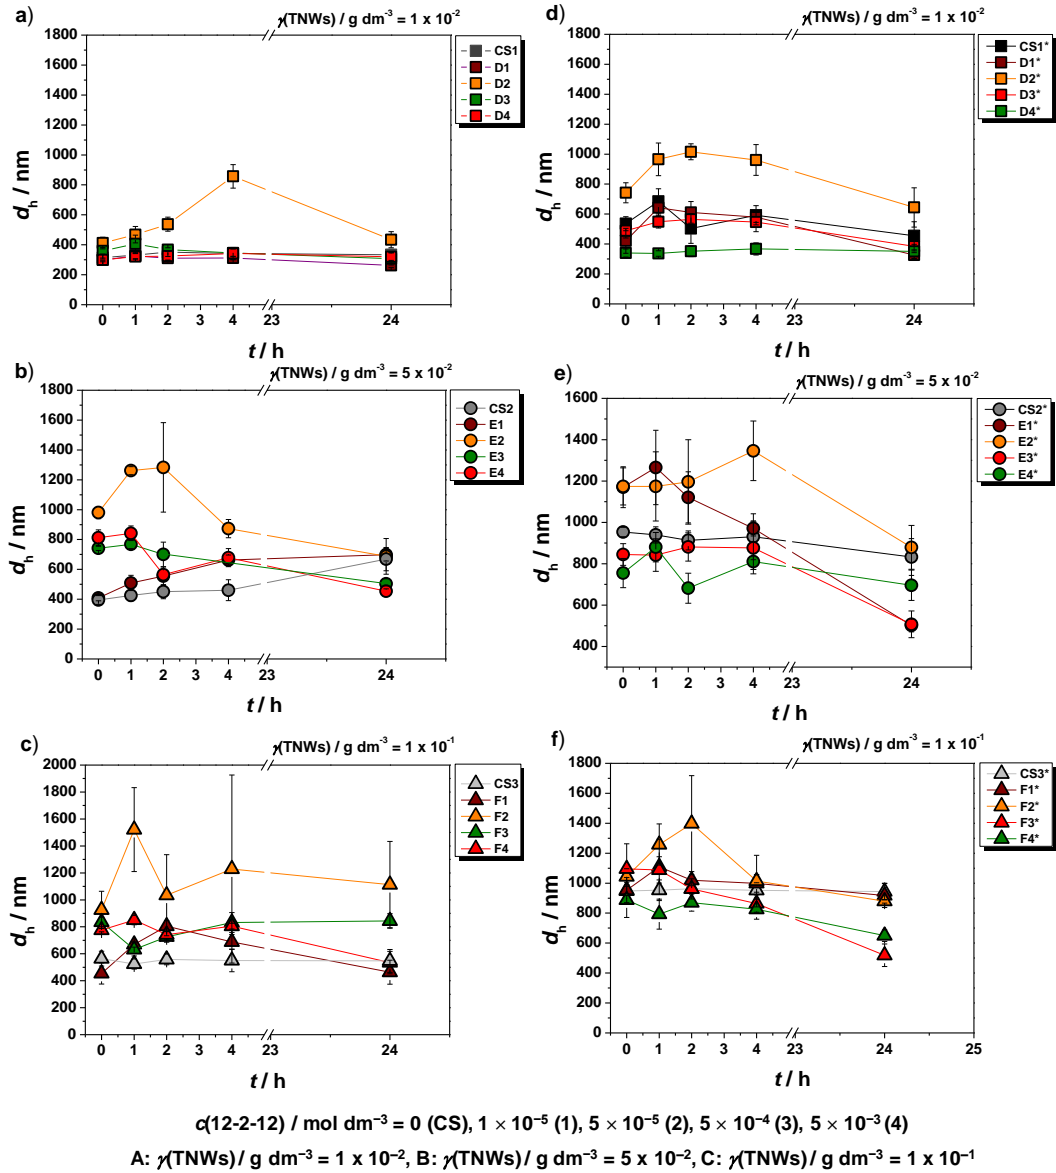 a)
γ(TNWs) / g dm⁻³ = 1 x 10⁻²
1800
1600
1400
1200
1000
800
600
400
200
0
dₕ / nm
0 1 2 3 4 23 24
t / h
CS1
D1
D2
D3
D4
d)
γ(TNWs) / g dm⁻³ = 1 x 10⁻²
1800
1600
1400
1200
1000
800
600
400
200
0
dₕ / nm
0 1 2 3 4 23 24
t / h
CS1*
D1*
D2*
D3*
D4*
b)
γ(TNWs) / g dm⁻³ = 5 x 10⁻²
1800
1600
1400
1200
1000
800
600
400
200
0
dₕ / nm
0 1 2 3 4 23 24
t / h
CS2
E1
E2
E3
E4
e)
γ(TNWs) / g dm⁻³ = 5 x 10⁻²
1600
1400
1200
1000
800
600
400
dₕ / nm
0 1 2 3 4 23 24
t / h
CS2*
E1*
E2*
E3*
E4*
c)
γ(TNWs) / g dm⁻³ = 1 x 10⁻¹
2000
1800
1600
1400
1200
1000
800
600
400
200
0
dₕ / nm
0 1 2 3 4 23 24
t / h
CS3
F1
F2
F3
F4
f)
γ(TNWs) / g dm⁻³ = 1 x 10⁻¹
1800
1600
1400
1200
1000
800
600
400
200
0
dₕ / nm
0 1 2 3 4 23 24 25
t / h
CS3*
F1*
F2*
F3*
F4*
c(12-2-12) / mol dm⁻³ = 0 (CS), 1 × 10⁻⁵ (1), 5 × 10⁻⁵ (2), 5 × 10⁻⁴ (3), 5 × 10⁻³ (4)
A: γ(TNWs) / g dm⁻³ = 1 x 10⁻², B: γ(TNWs) / g dm⁻³ = 5 x 10⁻², C: γ(TNWs) / g dm⁻³ = 1 x 10⁻¹